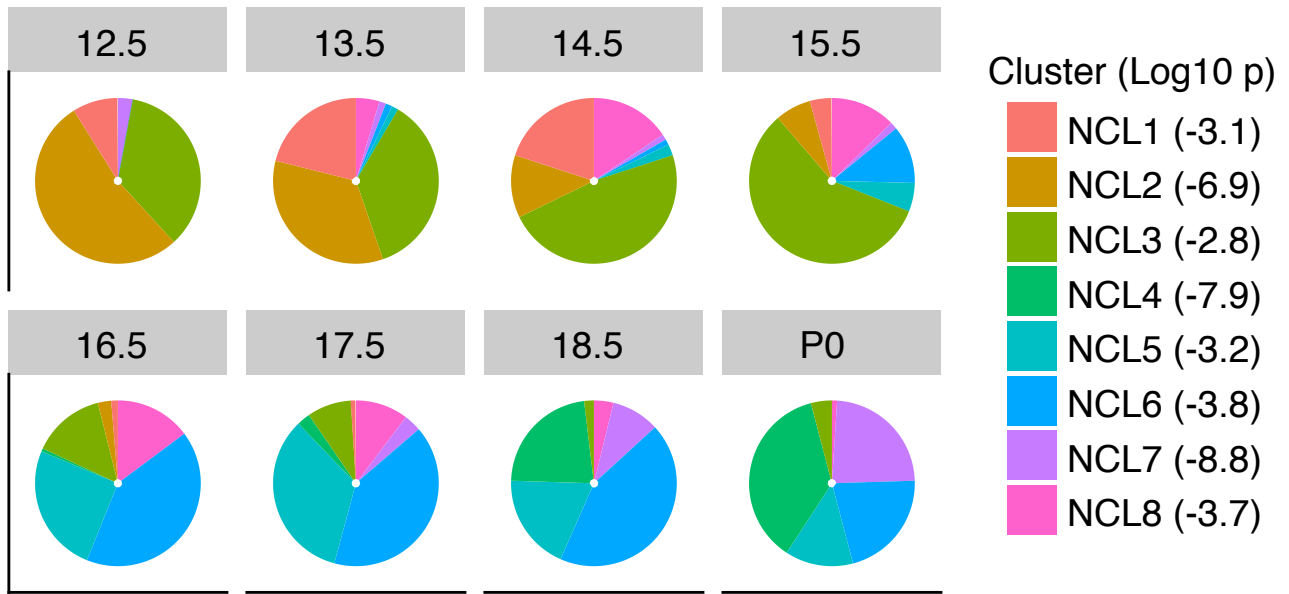 12.5
13.5
14.5
15.5
16.5
17.5
18.5
P0
Cluster (Log10 p)
NCL1 (-3.1)
NCL2 (-6.9)
NCL3 (-2.8)
NCL4 (-7.9)
NCL5 (-3.2)
NCL6 (-3.8)
NCL7 (-8.8)
NCL8 (-3.7)